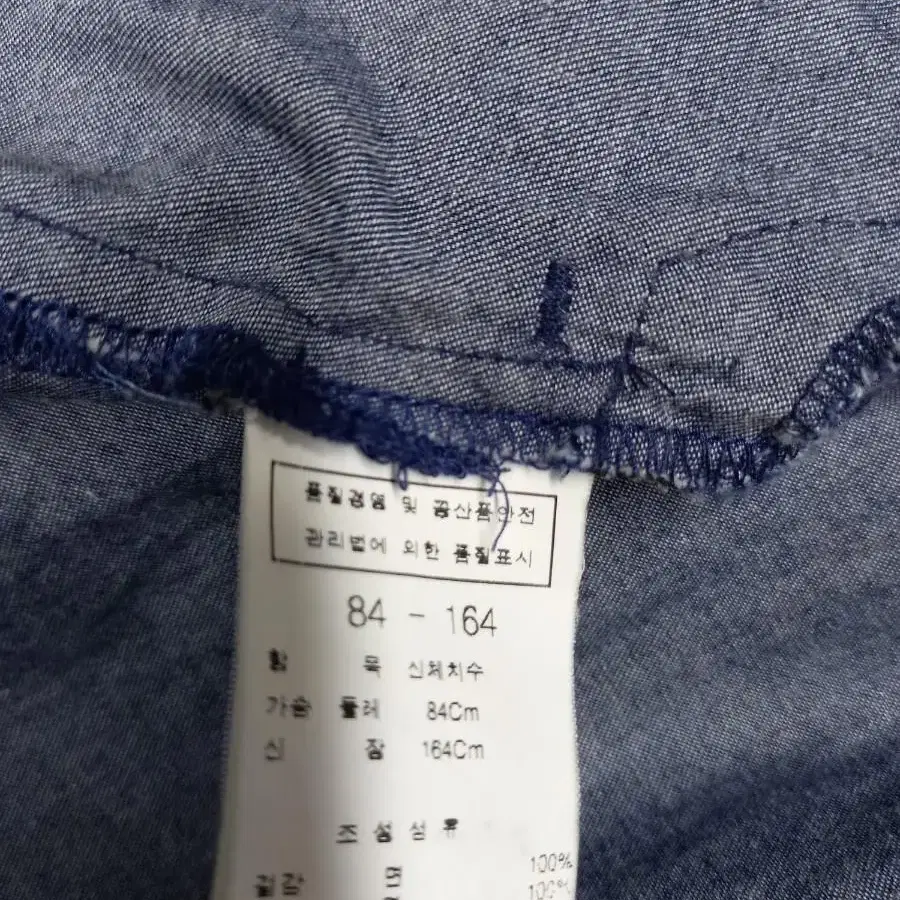 품질경영 및 공산품안전
관리법에 의한 품질표시
84 - 164
항 목 신체치수
가슴 둘레 84Cm
신 장 164Cm
조성섬유
100%
겉감 면 100%